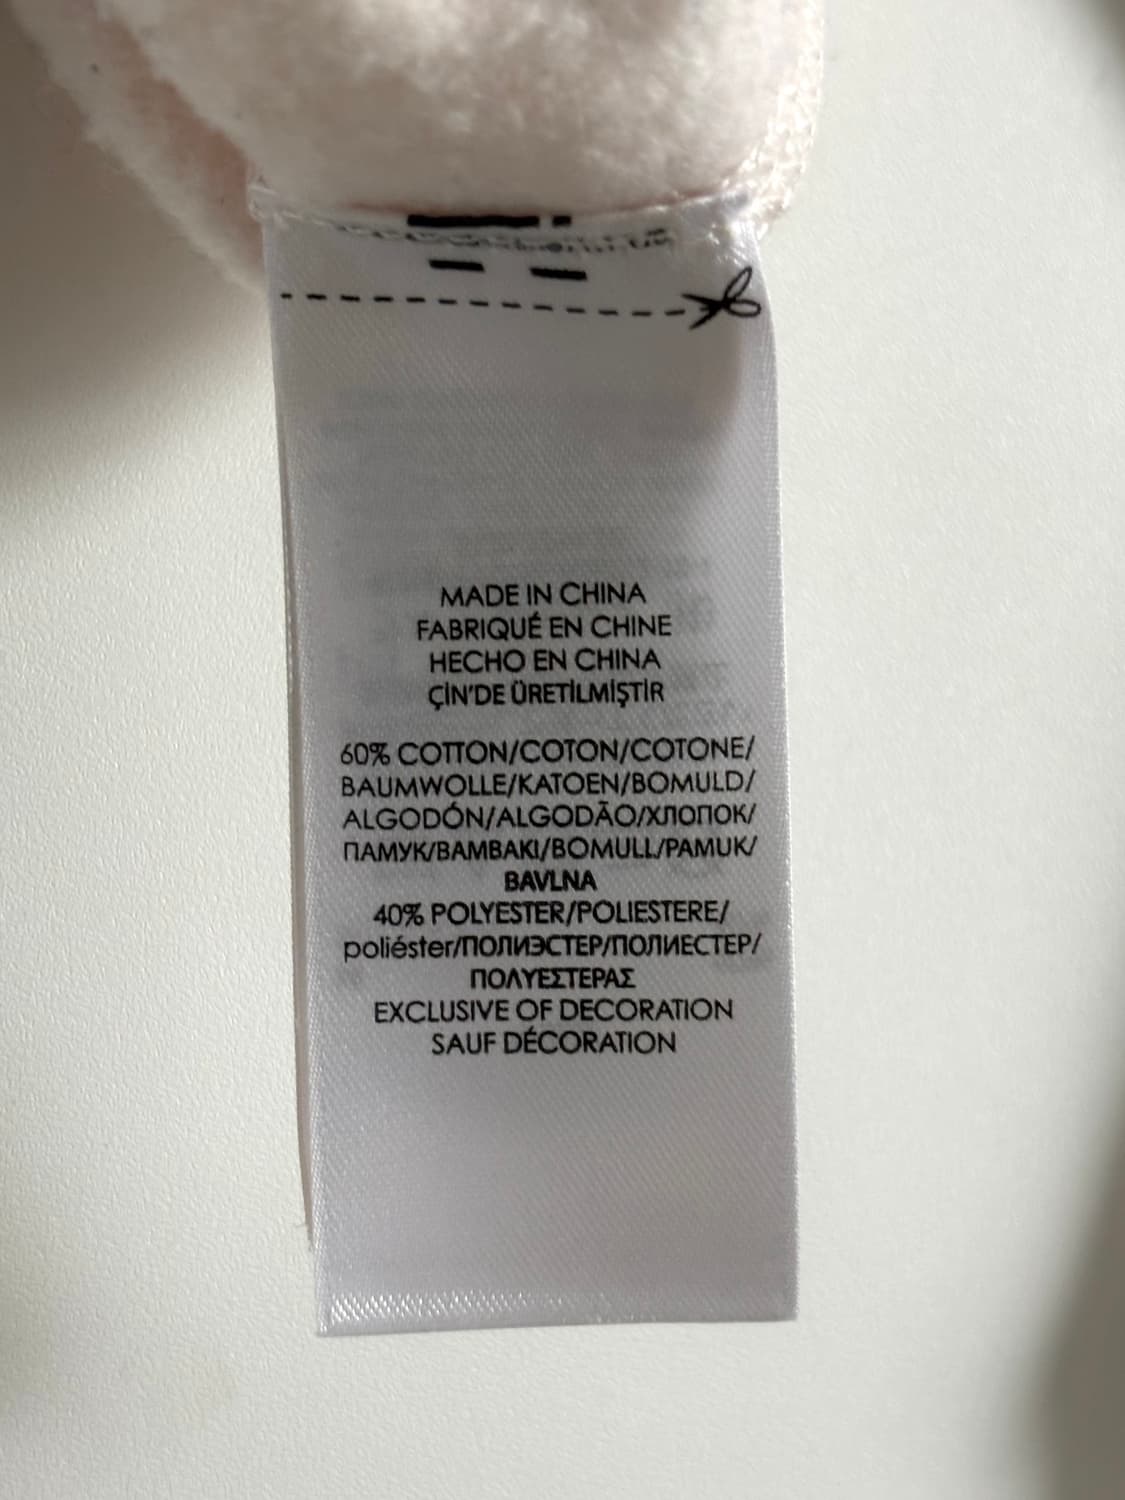 MADE IN CHINA
FABRIQUÉ EN CHINE
HECHO EN CHINA
ÇİN'DE ÜRETİLMİŞTİR
60% COTTON/COTON/COTONE/
BAUMWOLLE/KATOEN/BOMULD/
ALGODÓN/ALGODÃO/ХЛОПОК/
ПАМУК/ΒΑΜΒΑΚΙ/BOMULL/PAMUK/
BAVLNA
40% POLYESTER/POLIESTERE/
poliéster/ПОЛИЭСТЕР/ПОЛИЕСТЕР/
ΠΟΛΥΕΣΤΕΡΑΣ
EXCLUSIVE OF DECORATION
SAUF DÉCORATION